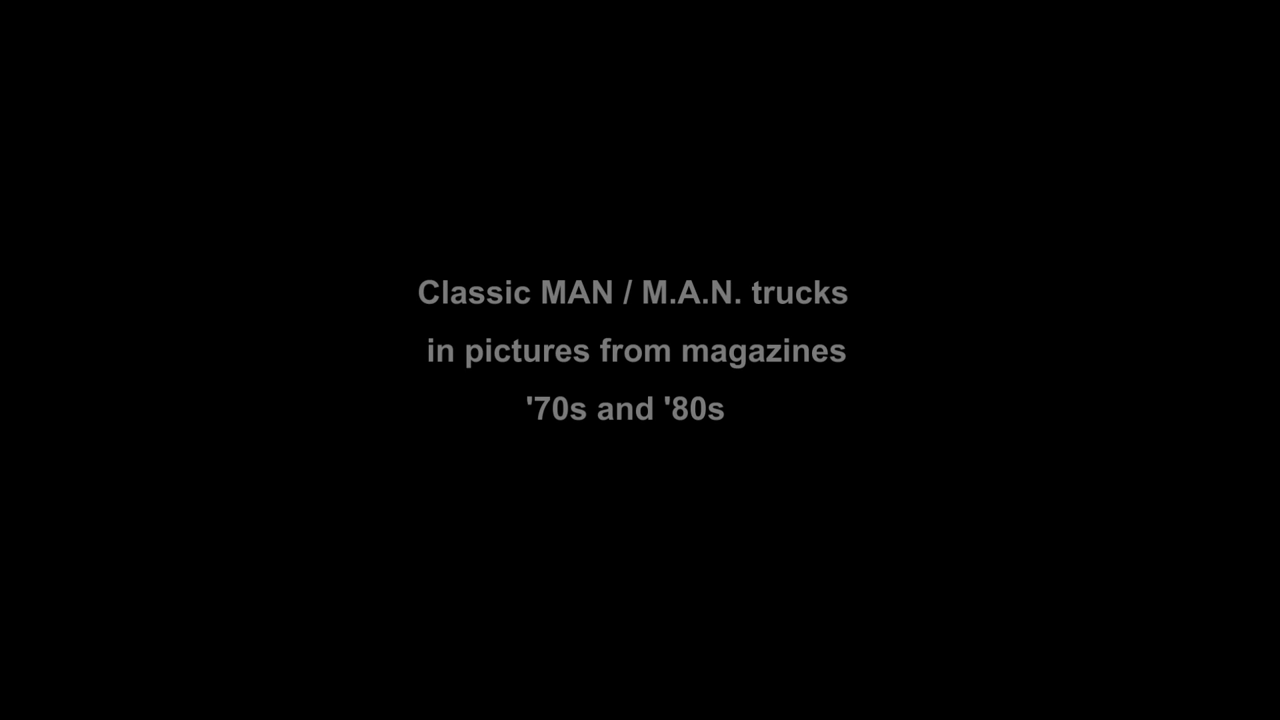 Classic MAN / M.A.N. trucks
in pictures from magazines
'70s and '80s